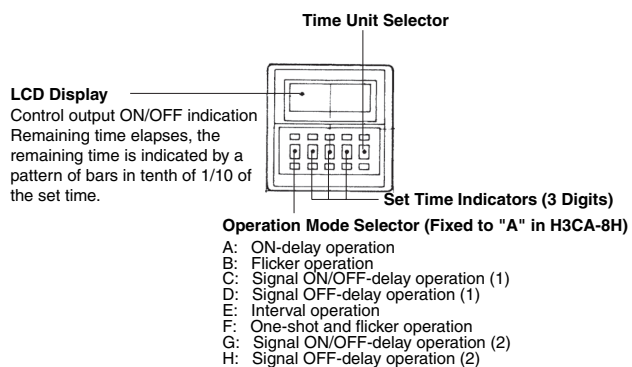 Time Unit Selector
LCD Display
Control output ON/OFF indication
Remaining time elapses, the
remaining time is indicated by a
pattern of bars in tenth of 1/10 of
the set time.
Set Time Indicators (3 Digits)
Operation Mode Selector (Fixed to "A" in H3CA-8H)
A: ON-delay operation
B: Flicker operation
C: Signal ON/OFF-delay operation (1)
D: Signal OFF-delay operation (1)
E: Interval operation
F: One-shot and flicker operation
G: Signal ON/OFF-delay operation (2)
H: Signal OFF-delay operation (2)